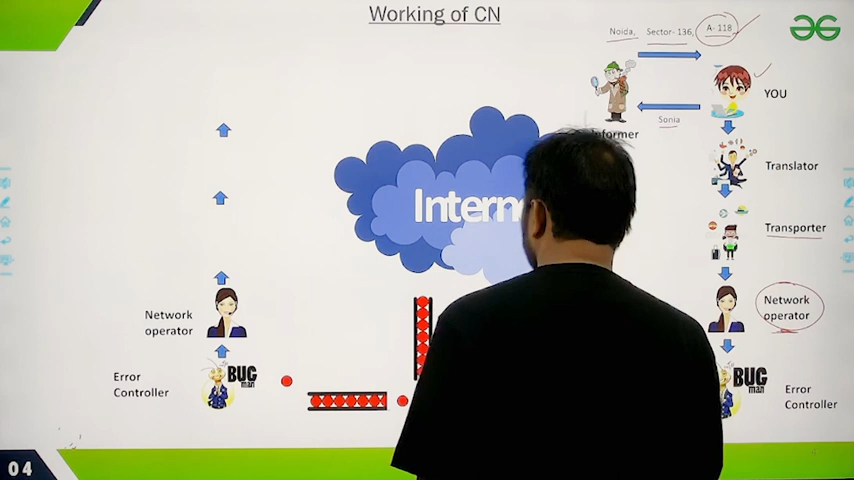 Working of CN
Noida, Sector- 136, A- 118
YOU
Sonia
Translator
Intern
Transporter
Network
operator
Network
operator
BUG
man
Error
Controller
BUG
man
Error
Controller
04